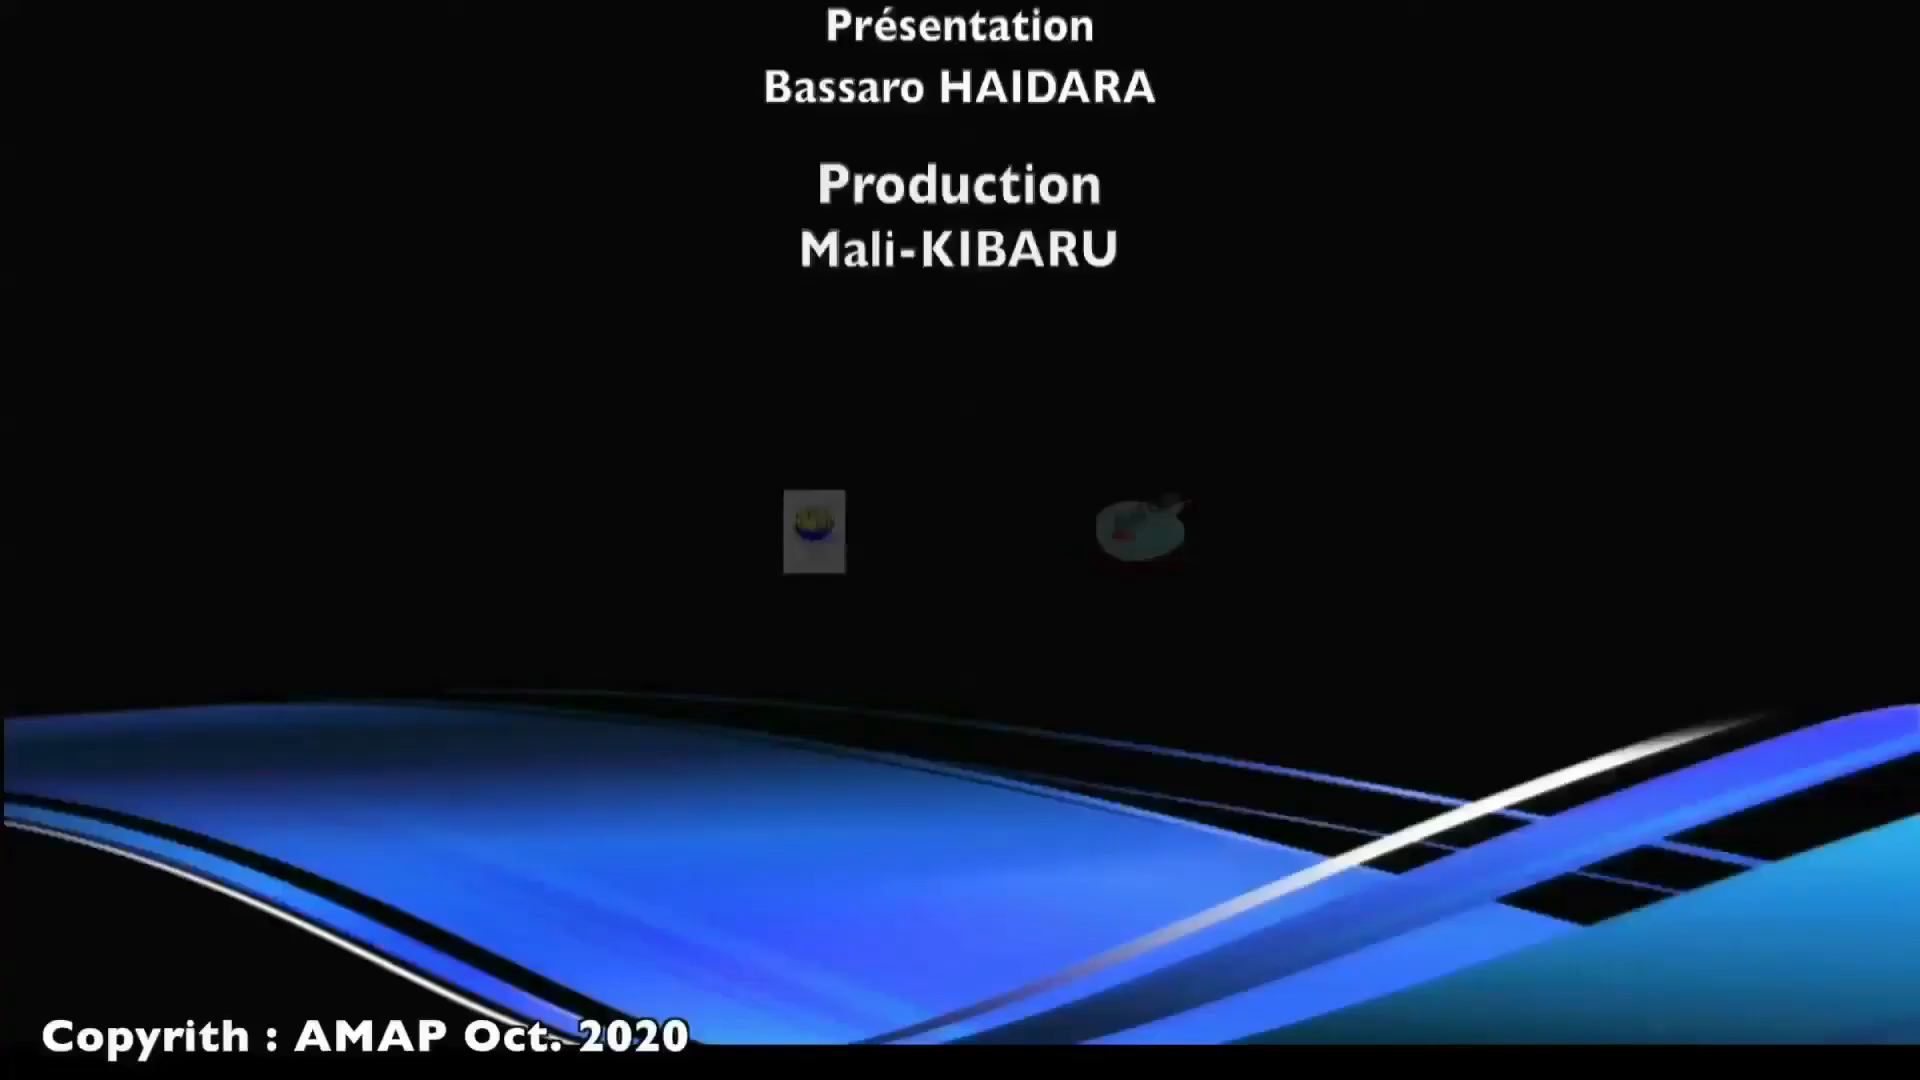 Présentation
Bassaro HAIDARA
Production
Mali-KIBARU
Copyrith : AMAP Oct. 2020